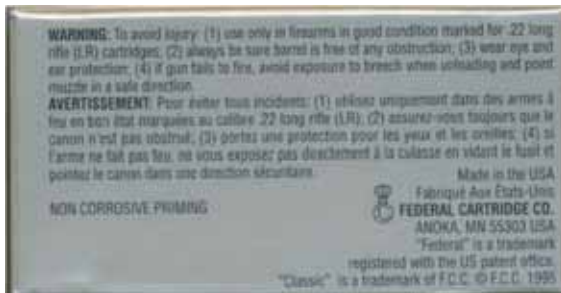 WARNING: To avoid injury: (1) use only in firearms in good condition marked for .22 long
rifle (LR) cartridges; (2) always be sure barrel is free of any obstruction; (3) wear eye and
ear protection; (4) if gun fails to fire, avoid exposure to breech when unloading and point
muzzle in a safe direction.
AVERTISSEMENT: Pour éviter tous incidents: (1) utilisez uniquement dans des armes à
feu en bon état marquées au calibre .22 long rifle (LR); (2) assurez-vous toujours que le
canon n'est pas obstrué; (3) portez une protection pour les yeux et les oreilles; (4) si
l'arme ne fait pas feu, ne vous exposez pas directement à la culasse en vidant le fusil et
pointez le canon dans une direction sécuritaire.
Made in the USA
Fabriqué Aux États-Unis
NON CORROSIVE PRIMING
FEDERAL CARTRIDGE CO.
ANOKA, MN 55303 USA
"Federal" is a trademark
registered with the US patent office.
"Classic" is a trademark of F.C.C. © F.C.C. 1995